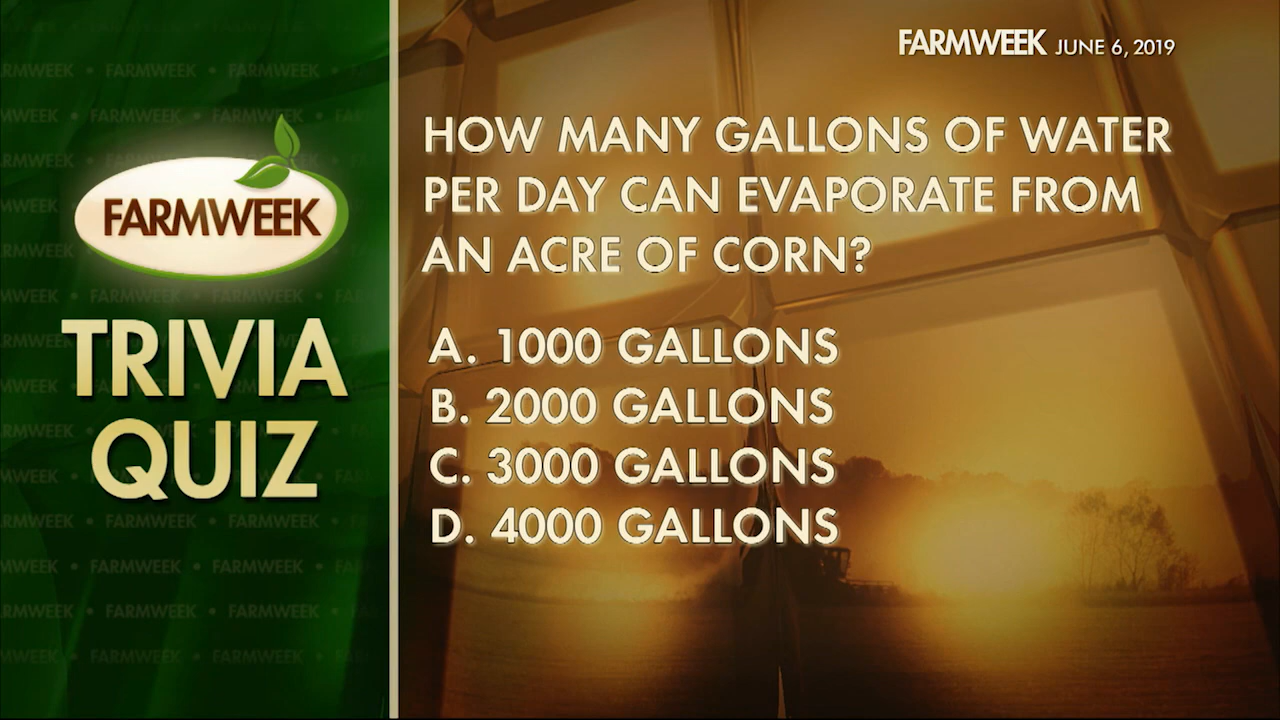 FARMWEEK JUNE 6, 2019
FARMWEEK
TRIVIA
QUIZ
HOW MANY GALLONS OF WATER
PER DAY CAN EVAPORATE FROM
AN ACRE OF CORN?
A. 1000 GALLONS
B. 2000 GALLONS
C. 3000 GALLONS
D. 4000 GALLONS